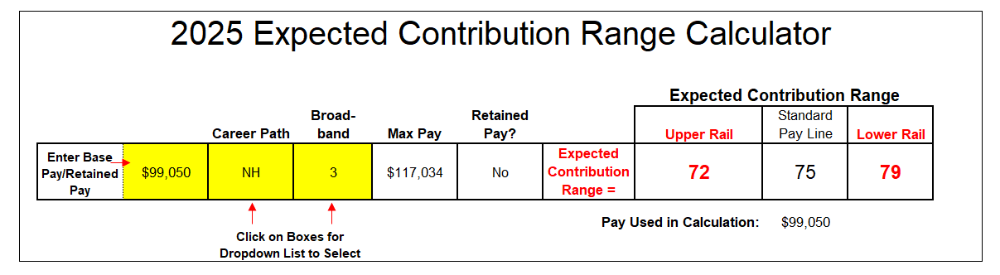 2025 Expected Contribution Range Calculator
Expected Contribution Range
Career Path
Broad-
band
Max Pay
Retained
Pay?
Upper Rail
Standard
Pay Line
Lower Rail
Enter Base
Pay/Retained
Pay
$99,050
NH
3
$117,034
No
Expected
Contribution
Range =
72
75
79
Pay Used in Calculation:
$99,050
Click on Boxes for
Dropdown List to Select